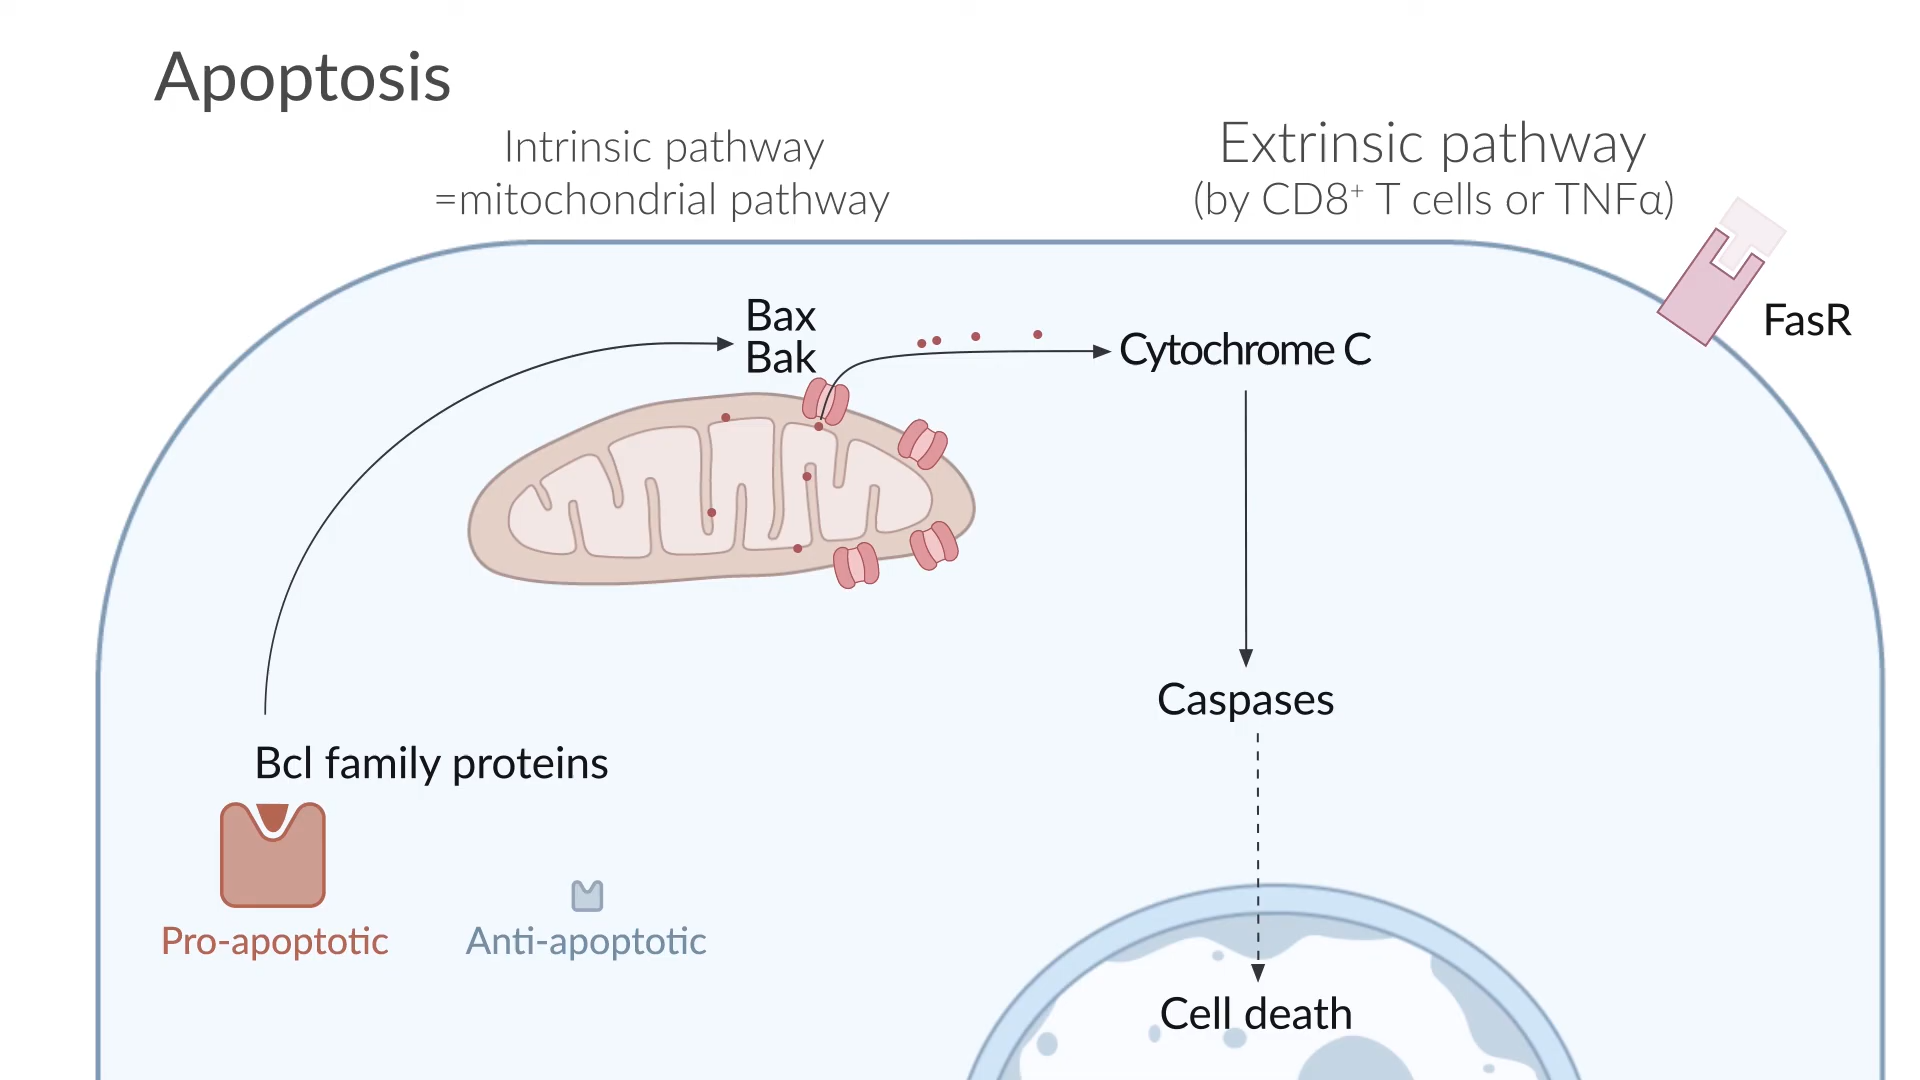 Apoptosis
Intrinsic pathway
=mitochondrial pathway
Extrinsic pathway
(by CD8⁺ T cells or TNFα)
FasR
Bax
Bak
Cytochrome C
Caspases
Bcl family proteins
Pro-apoptotic
Anti-apoptotic
Cell death